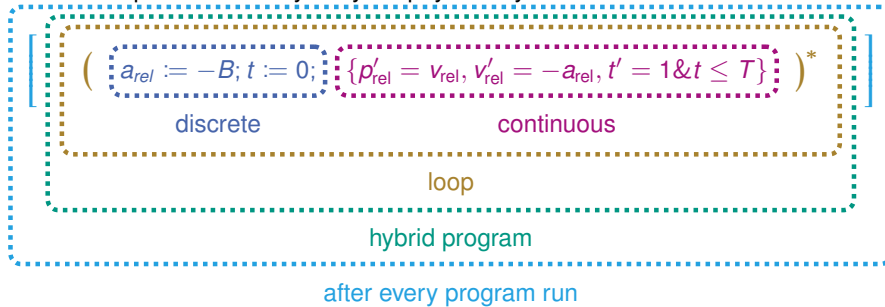 [ ( a_rel := −B; t := 0; {p′_rel = v_rel, v′_rel = −a_rel, t′ = 1&t ≤ T} )* ]
discrete continuous
loop
hybrid program
after every program run